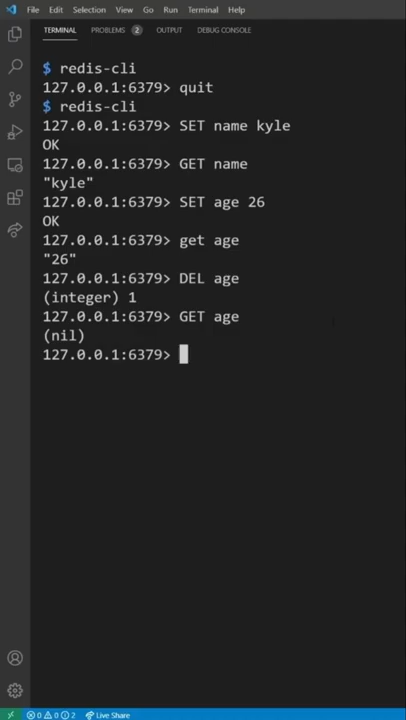 File Edit Selection View Go Run Terminal Help
TERMINAL PROBLEMS 2 OUTPUT DEBUG CONSOLE
$ redis-cli
127.0.0.1:6379> quit
$ redis-cli
127.0.0.1:6379> SET name kyle
OK
127.0.0.1:6379> GET name
"kyle"
127.0.0.1:6379> SET age 26
OK
127.0.0.1:6379> get age
"26"
127.0.0.1:6379> DEL age
(integer) 1
127.0.0.1:6379> GET age
(nil)
127.0.0.1:6379>
0 0 2 Live Share